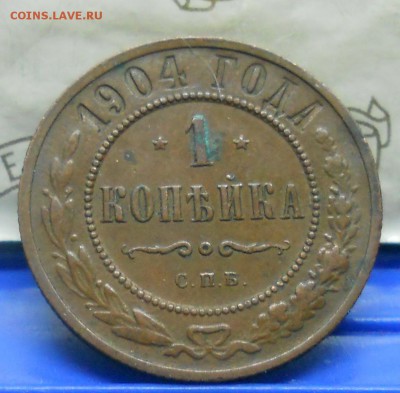 COINS.LAVE.RU
1904 ГОДА
1
КОПѢЙКА
С.П.Б.